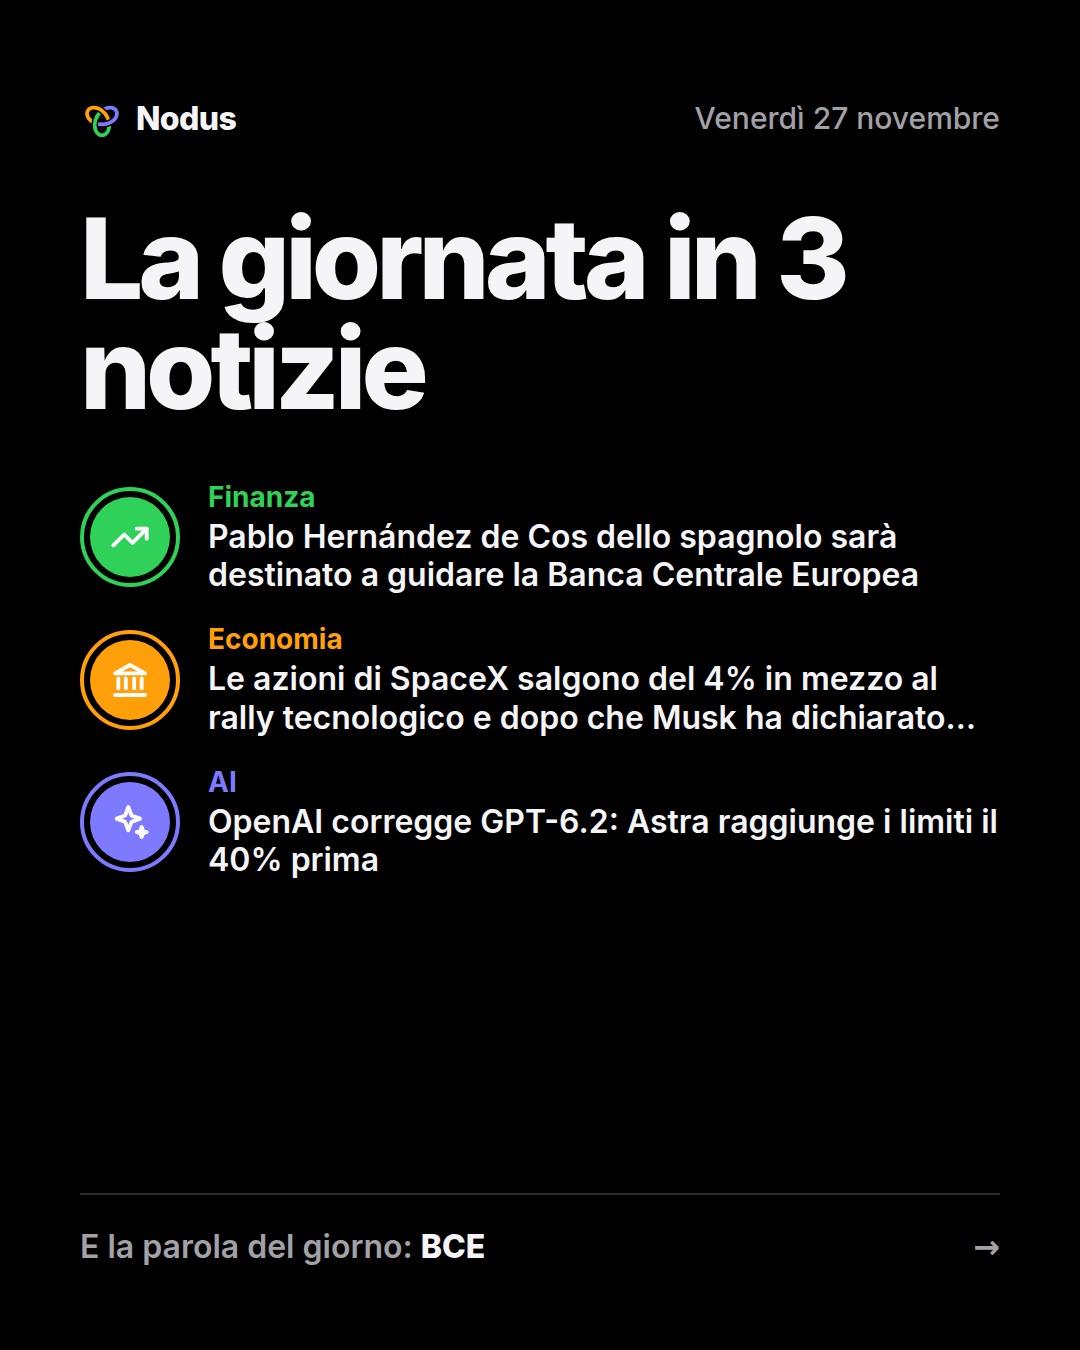 Nodus
Venerdì 27 novembre
La giornata in 3
notizie
Finanza
Pablo Hernández de Cos dello spagnolo sarà
destinato a guidare la Banca Centrale Europea
Economia
Le azioni di SpaceX salgono del 4% in mezzo al
rally tecnologico e dopo che Musk ha dichiarato...
AI
OpenAI corregge GPT-6.2: Astra raggiunge i limiti il
40% prima
E la parola del giorno: BCE
→